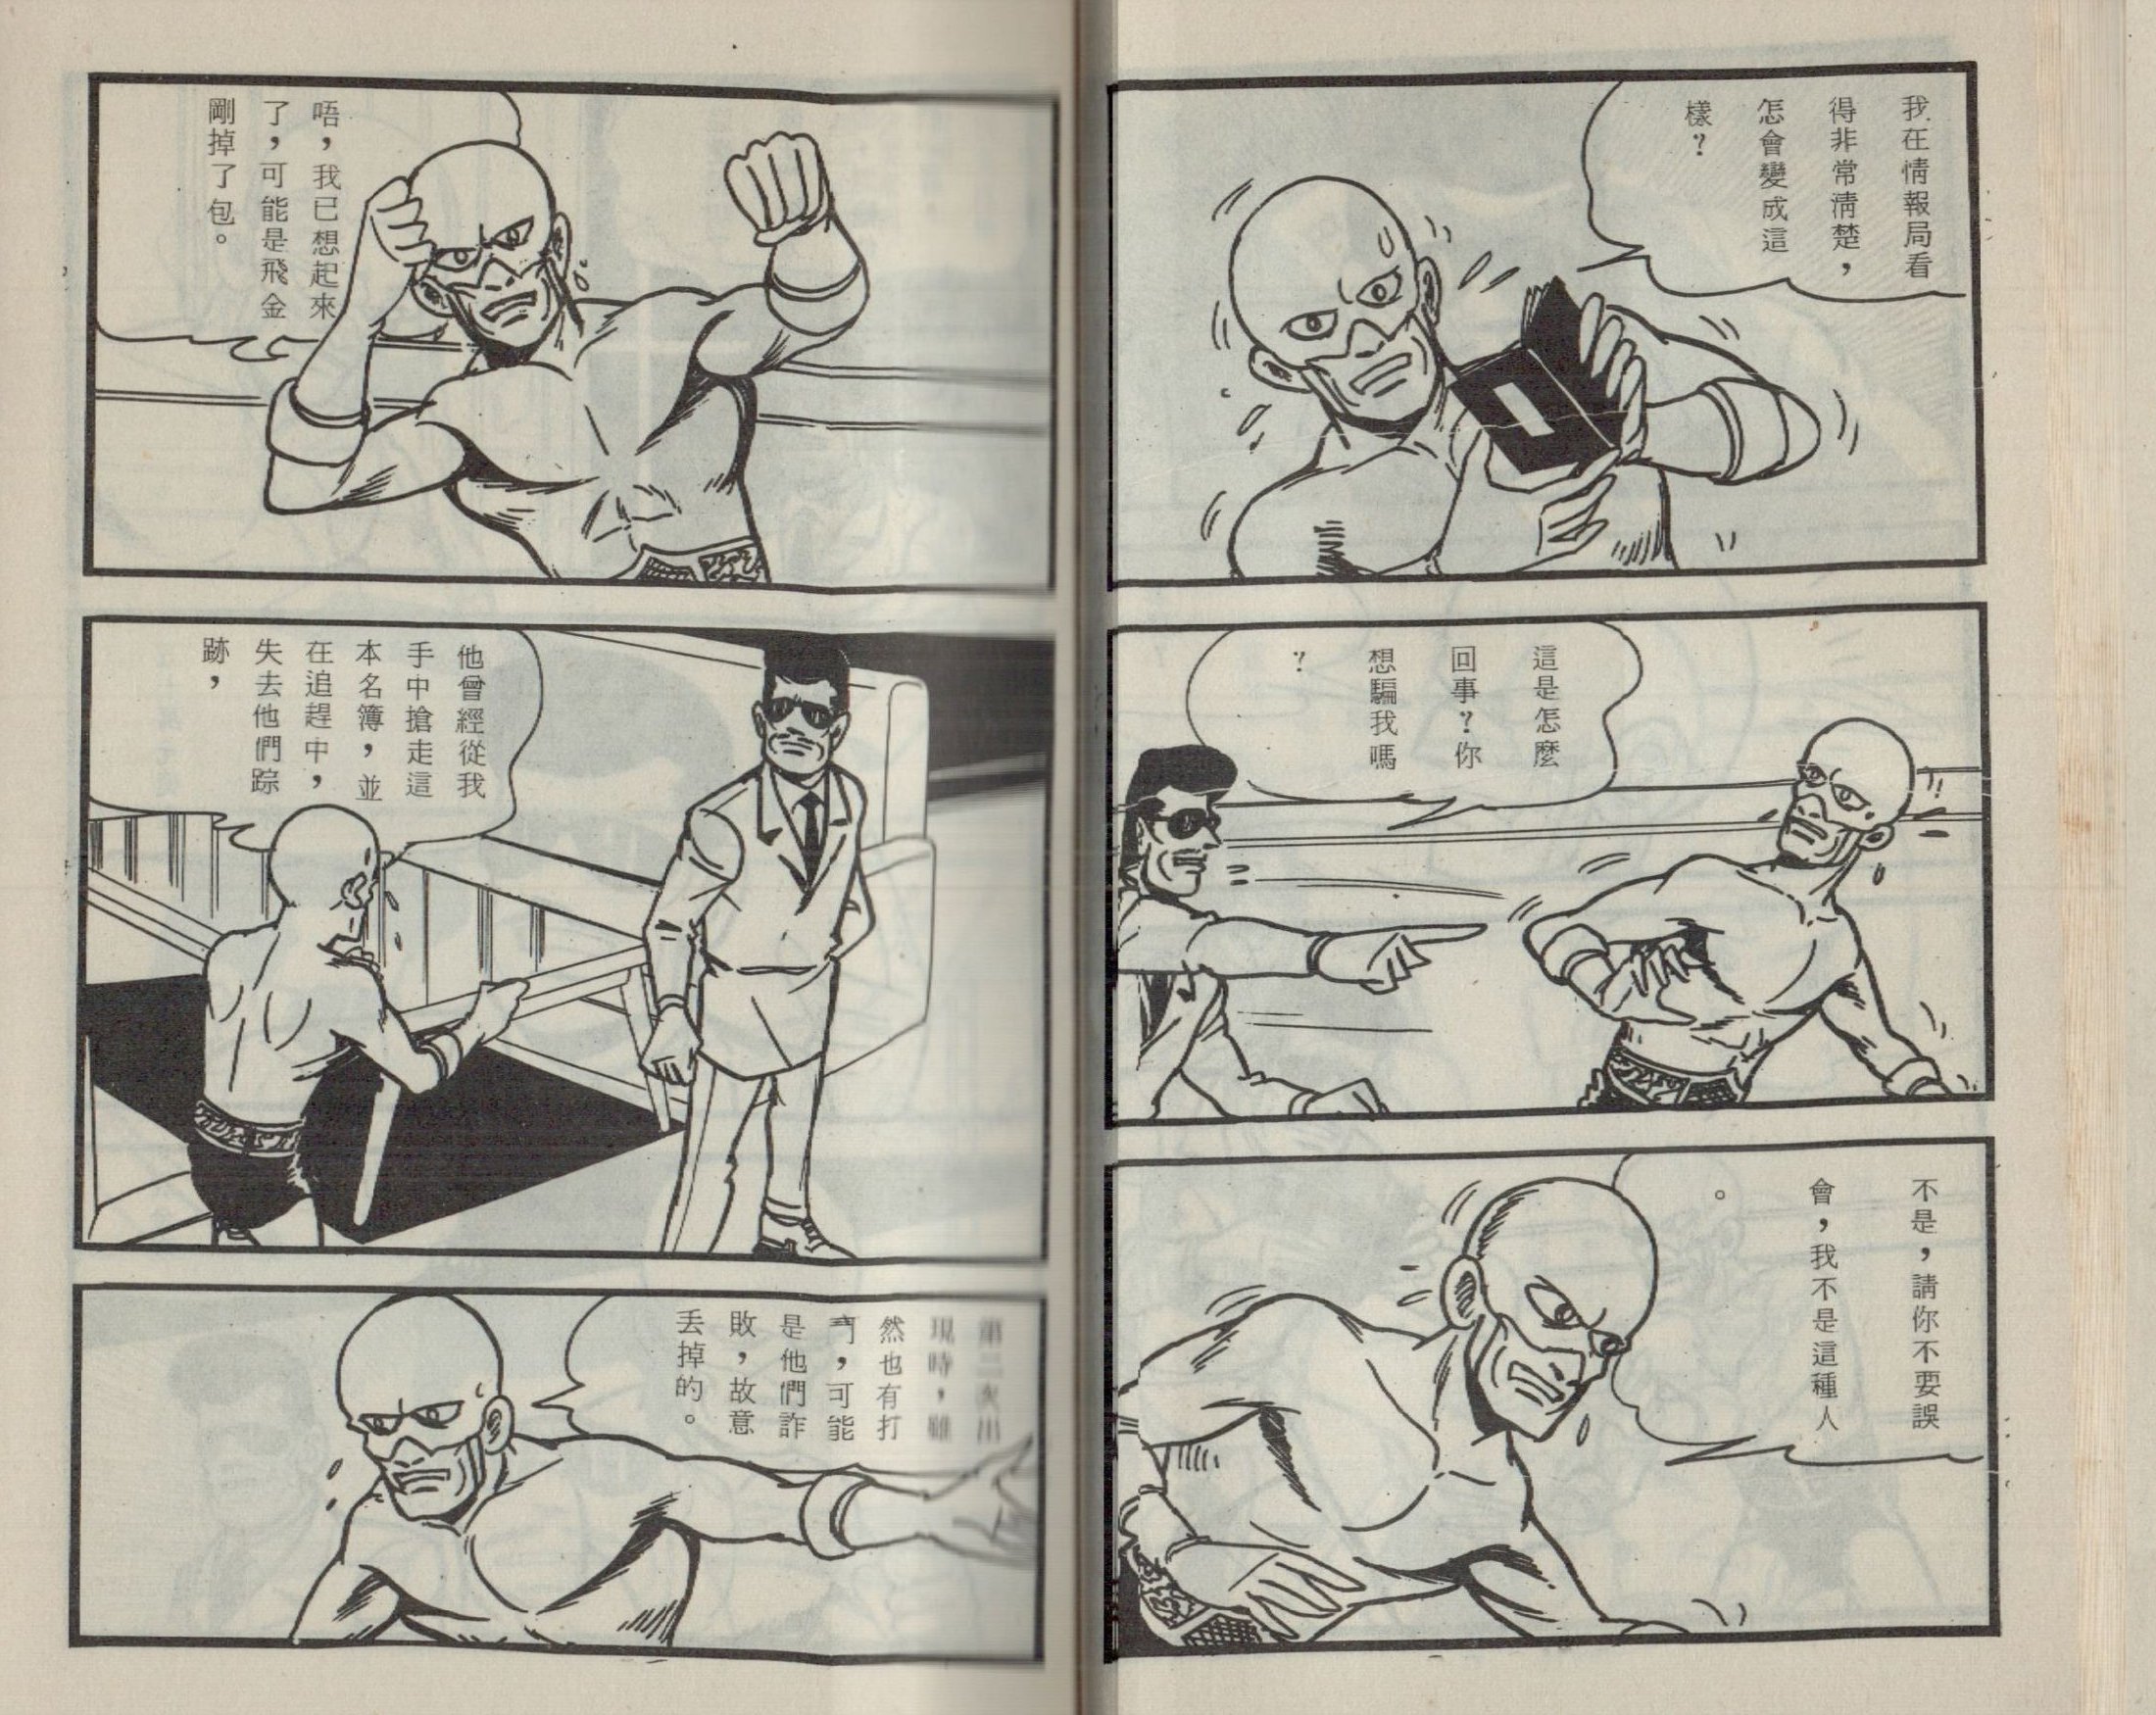 我在情報局看
得非常清楚，
怎會變成這
樣？
這是怎麼
回事？你
想騙我嗎
？
不是，請你不要誤
會，我不是這種人
。
唔，我已想起來
了，可能是飛金
剛掉了包。
他曾經從我
手中搶走這
本名簿，並
在追趕中，
失去他們踪
跡，
第二次出
現時，雖
然也有打
鬥，可能
是他們詐
敗，故意
丟掉的。